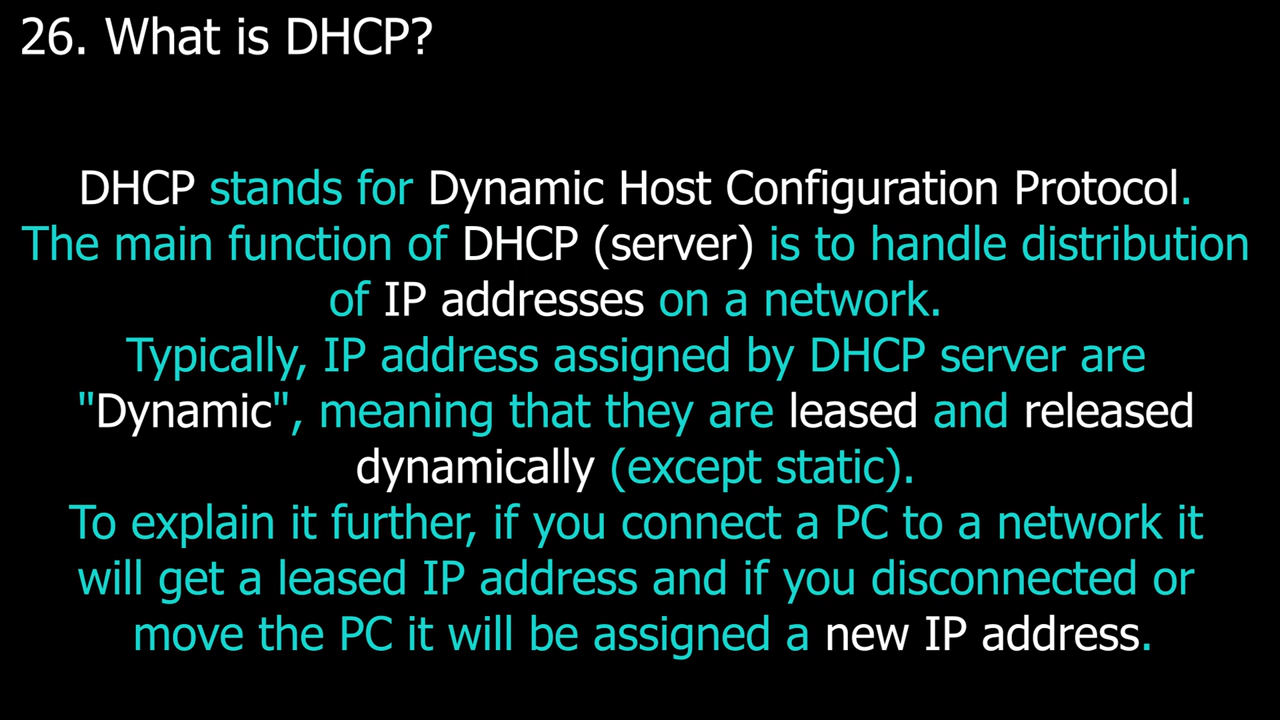 26. What is DHCP?
DHCP stands for Dynamic Host Configuration Protocol.
The main function of DHCP (server) is to handle distribution
of IP addresses on a network.
Typically, IP address assigned by DHCP server are
"Dynamic", meaning that they are leased and released
dynamically (except static).
To explain it further, if you connect a PC to a network it
will get a leased IP address and if you disconnected or
move the PC it will be assigned a new IP address.